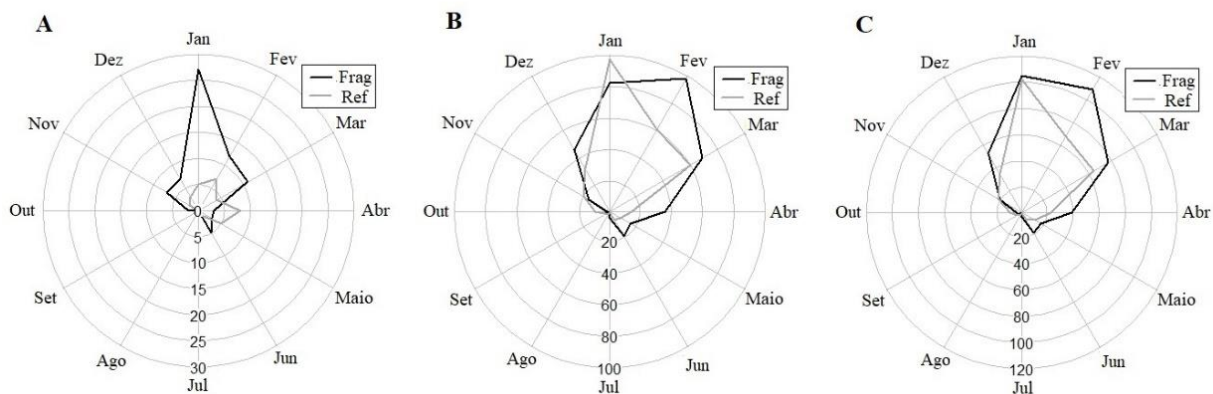 A
Jan
Fev
Mar
Abr
Maio
Jun
Jul
Ago
Set
Out
Nov
Dez
Frag
Ref
0
5
10
15
20
25
30
B
Jan
Fev
Mar
Abr
Maio
Jun
Jul
Ago
Set
Out
Nov
Dez
Frag
Ref
20
40
60
80
100
C
Jan
Fev
Mar
Abr
Maio
Jun
Jul
Ago
Set
Out
Nov
Dez
Frag
Ref
20
40
60
80
100
120